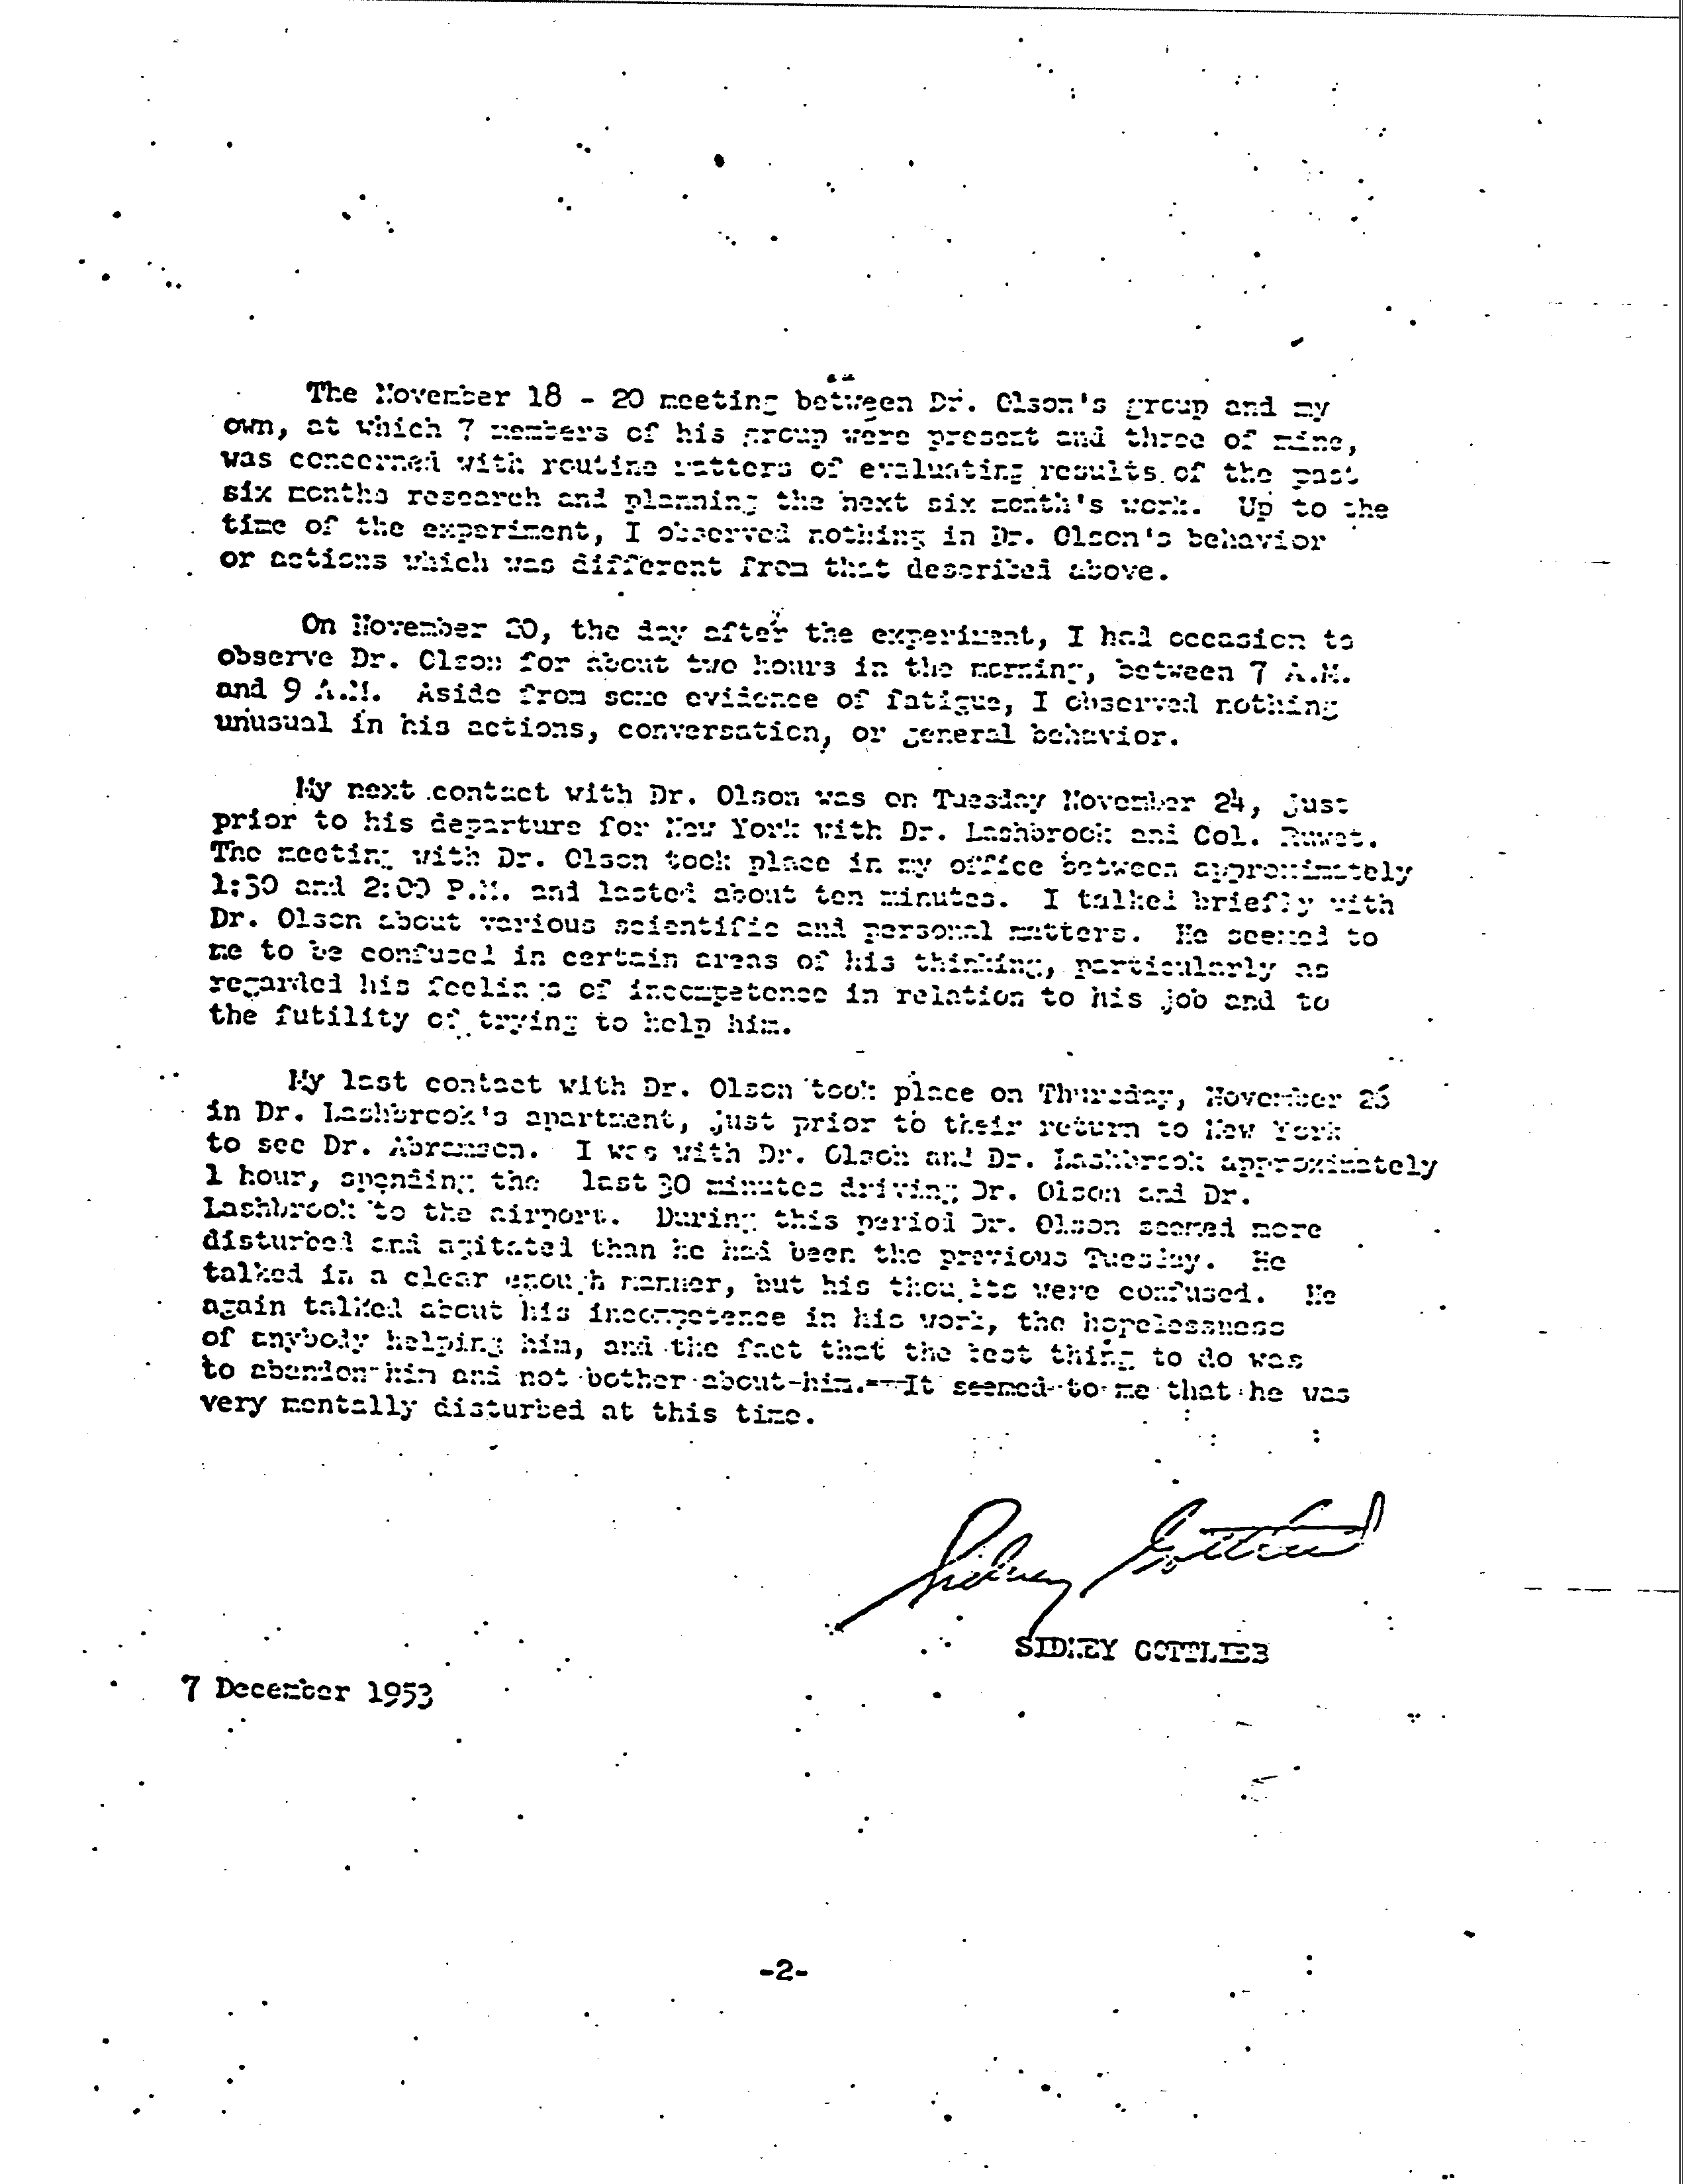 The November 18 - 20 meeting between Dr. Olson's group and my
own, at which 7 members of his group were present and three of mine,
was concerned with routine matters of evaluating results of the past
six months research and planning the next six month's work. Up to the
time of the experiment, I observed nothing in Dr. Olson's behavior
or actions which was different from that described above.
On November 20, the day after the experiment, I had occasion to
observe Dr. Olson for about two hours in the morning, between 7 A.M.
and 9 A.M. Aside from some evidence of fatigue, I observed nothing
unusual in his actions, conversation, or general behavior.
My next contact with Dr. Olson was on Tuesday November 24, just
prior to his departure for New York with Dr. Lashbrook and Col. Ruwet.
The meeting with Dr. Olson took place in my office between approximately
1:30 and 2:00 P.M. and lasted about ten minutes. I talked briefly with
Dr. Olson about various scientific and personal matters. He seemed to
me to be confused in certain areas of his thinking, particularly as
regarded his feelings of incompetence in relation to his job and to
the futility of trying to help him.
My last contact with Dr. Olson took place on Thursday, November 26
in Dr. Lashbrook's apartment, just prior to their return to New York
to see Dr. Abramsen. I was with Dr. Olson and Dr. Lashbrook approximately
1 hour, spending the last 30 minutes driving Dr. Olson and Dr.
Lashbrook to the airport. During this period Dr. Olson seemed more
disturbed and agitated than he had been the previous Tuesday. He
talked in a clear enough manner, but his thoughts were confused. He
again talked about his incompetence in his work, the hopelessness
of anybody helping him, and the fact that the best thing to do was
to abandon him and not bother about him. It seemed to me that he was
very mentally disturbed at this time.
Sidney Gottlieb
SIDNEY GOTTLIEB
7 December 1953
-2-